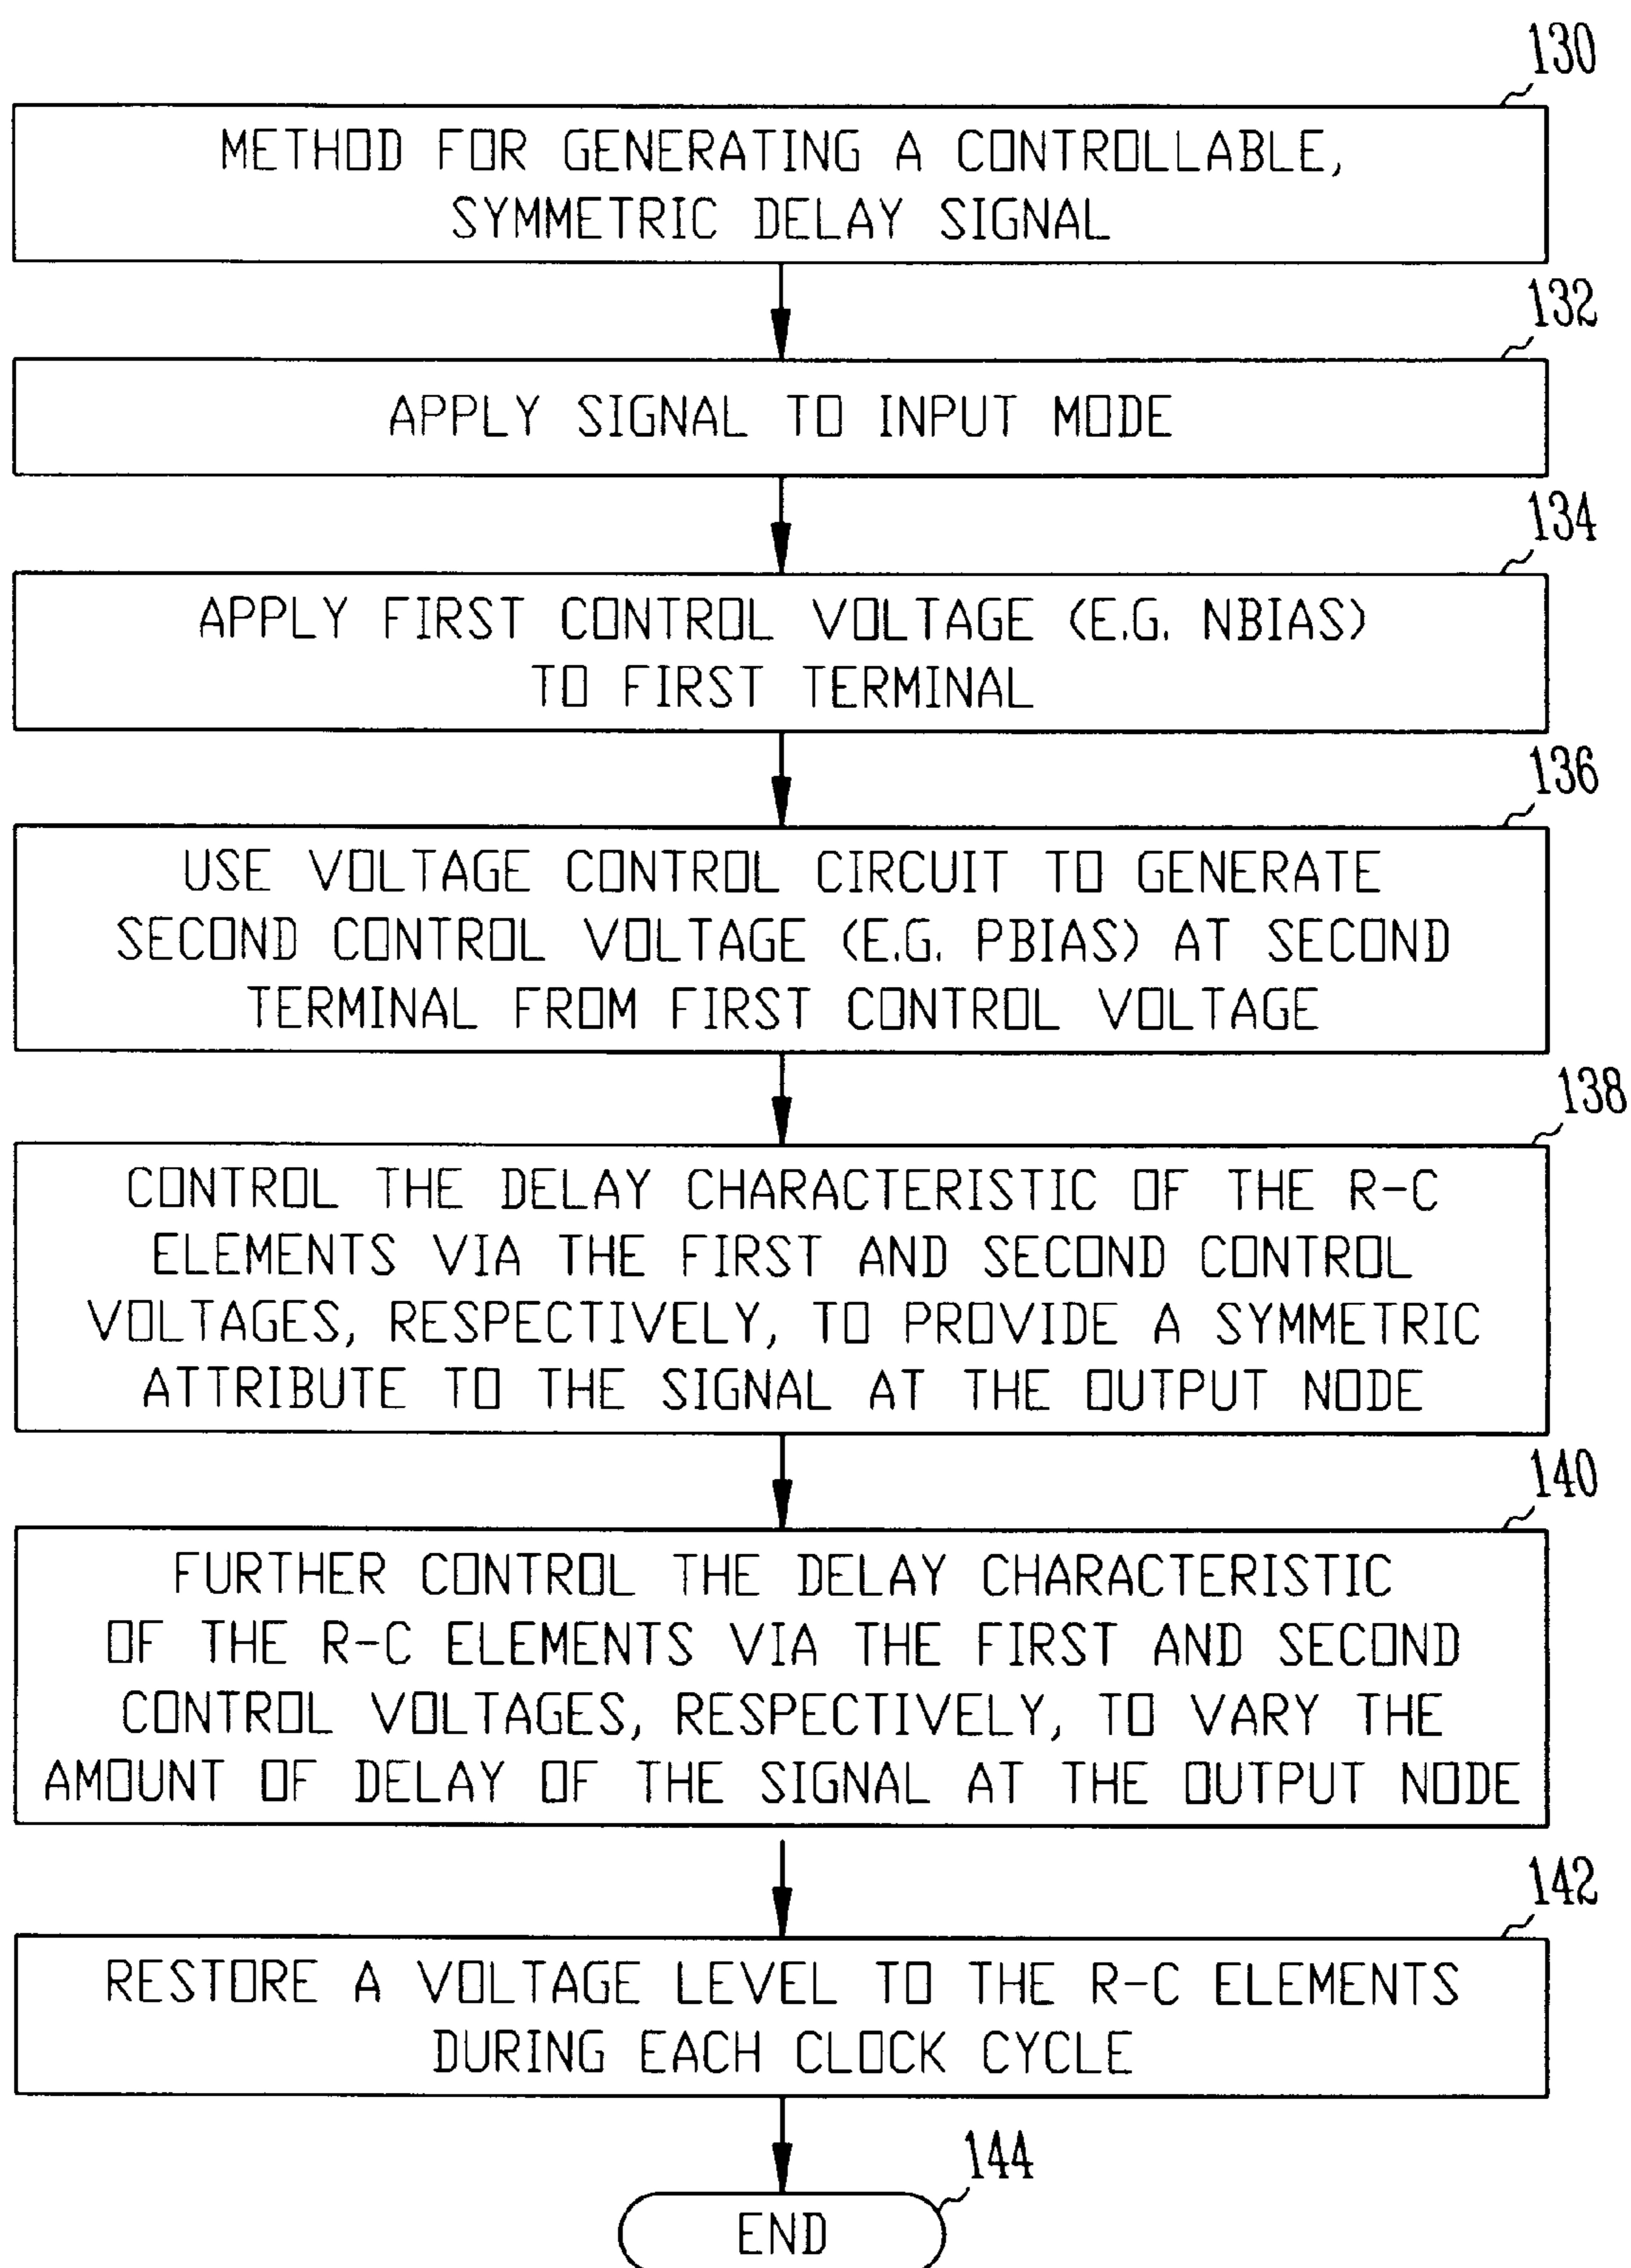 130
METHOD FOR GENERATING A CONTROLLABLE,
SYMMETRIC DELAY SIGNAL
132
APPLY SIGNAL TO INPUT MODE
134
APPLY FIRST CONTROL VOLTAGE (E.G. NBIAS)
TO FIRST TERMINAL
136
USE VOLTAGE CONTROL CIRCUIT TO GENERATE
SECOND CONTROL VOLTAGE (E.G. PBIAS) AT SECOND
TERMINAL FROM FIRST CONTROL VOLTAGE
138
CONTROL THE DELAY CHARACTERISTIC OF THE R-C
ELEMENTS VIA THE FIRST AND SECOND CONTROL
VOLTAGES, RESPECTIVELY, TO PROVIDE A SYMMETRIC
ATTRIBUTE TO THE SIGNAL AT THE OUTPUT NODE
140
FURTHER CONTROL THE DELAY CHARACTERISTIC
OF THE R-C ELEMENTS VIA THE FIRST AND SECOND
CONTROL VOLTAGES, RESPECTIVELY, TO VARY THE
AMOUNT OF DELAY OF THE SIGNAL AT THE OUTPUT NODE
142
RESTORE A VOLTAGE LEVEL TO THE R-C ELEMENTS
DURING EACH CLOCK CYCLE
144
END